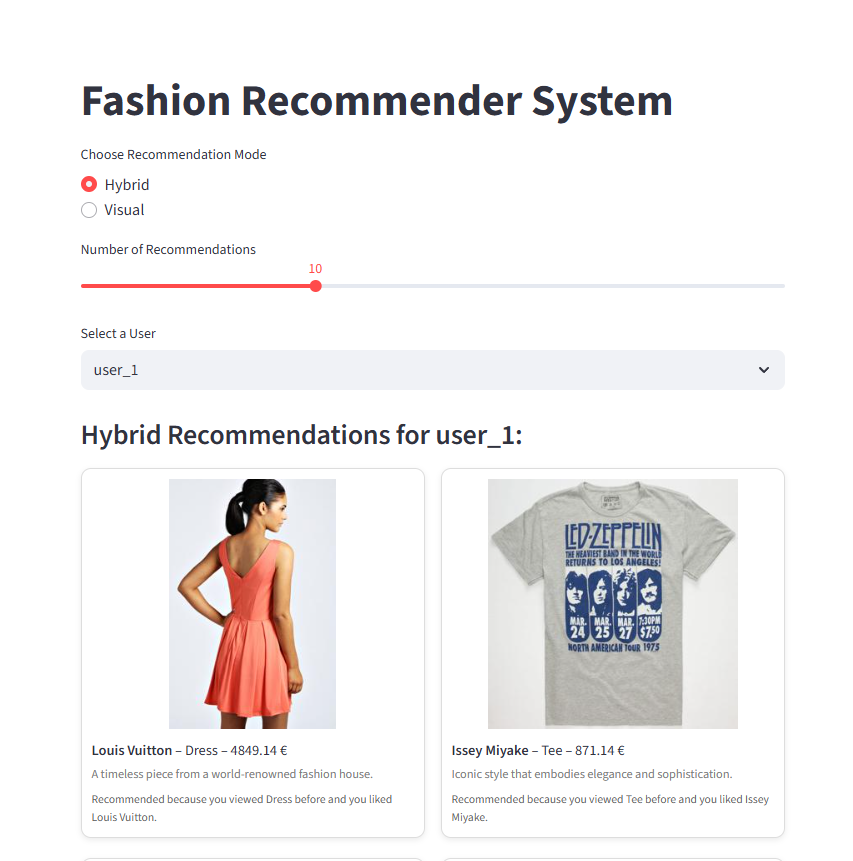 Fashion Recommender System
Choose Recommendation Mode
Hybrid
Visual
Number of Recommendations
10
Select a User
user_1
Hybrid Recommendations for user_1:
LED-ZEPPELIN
THE HEAVIEST BAND IN THE WORLD
RETURNS TO LOS ANGELES!
MAR. 24 MAR. 25 MAR. 27 7:30PM $7.50
NORTH AMERICAN TOUR 1975
Louis Vuitton – Dress – 4849.14 €
A timeless piece from a world-renowned fashion house.
Recommended because you viewed Dress before and you liked
Louis Vuitton.
Issey Miyake – Tee – 871.14 €
Iconic style that embodies elegance and sophistication.
Recommended because you viewed Tee before and you liked Issey
Miyake.